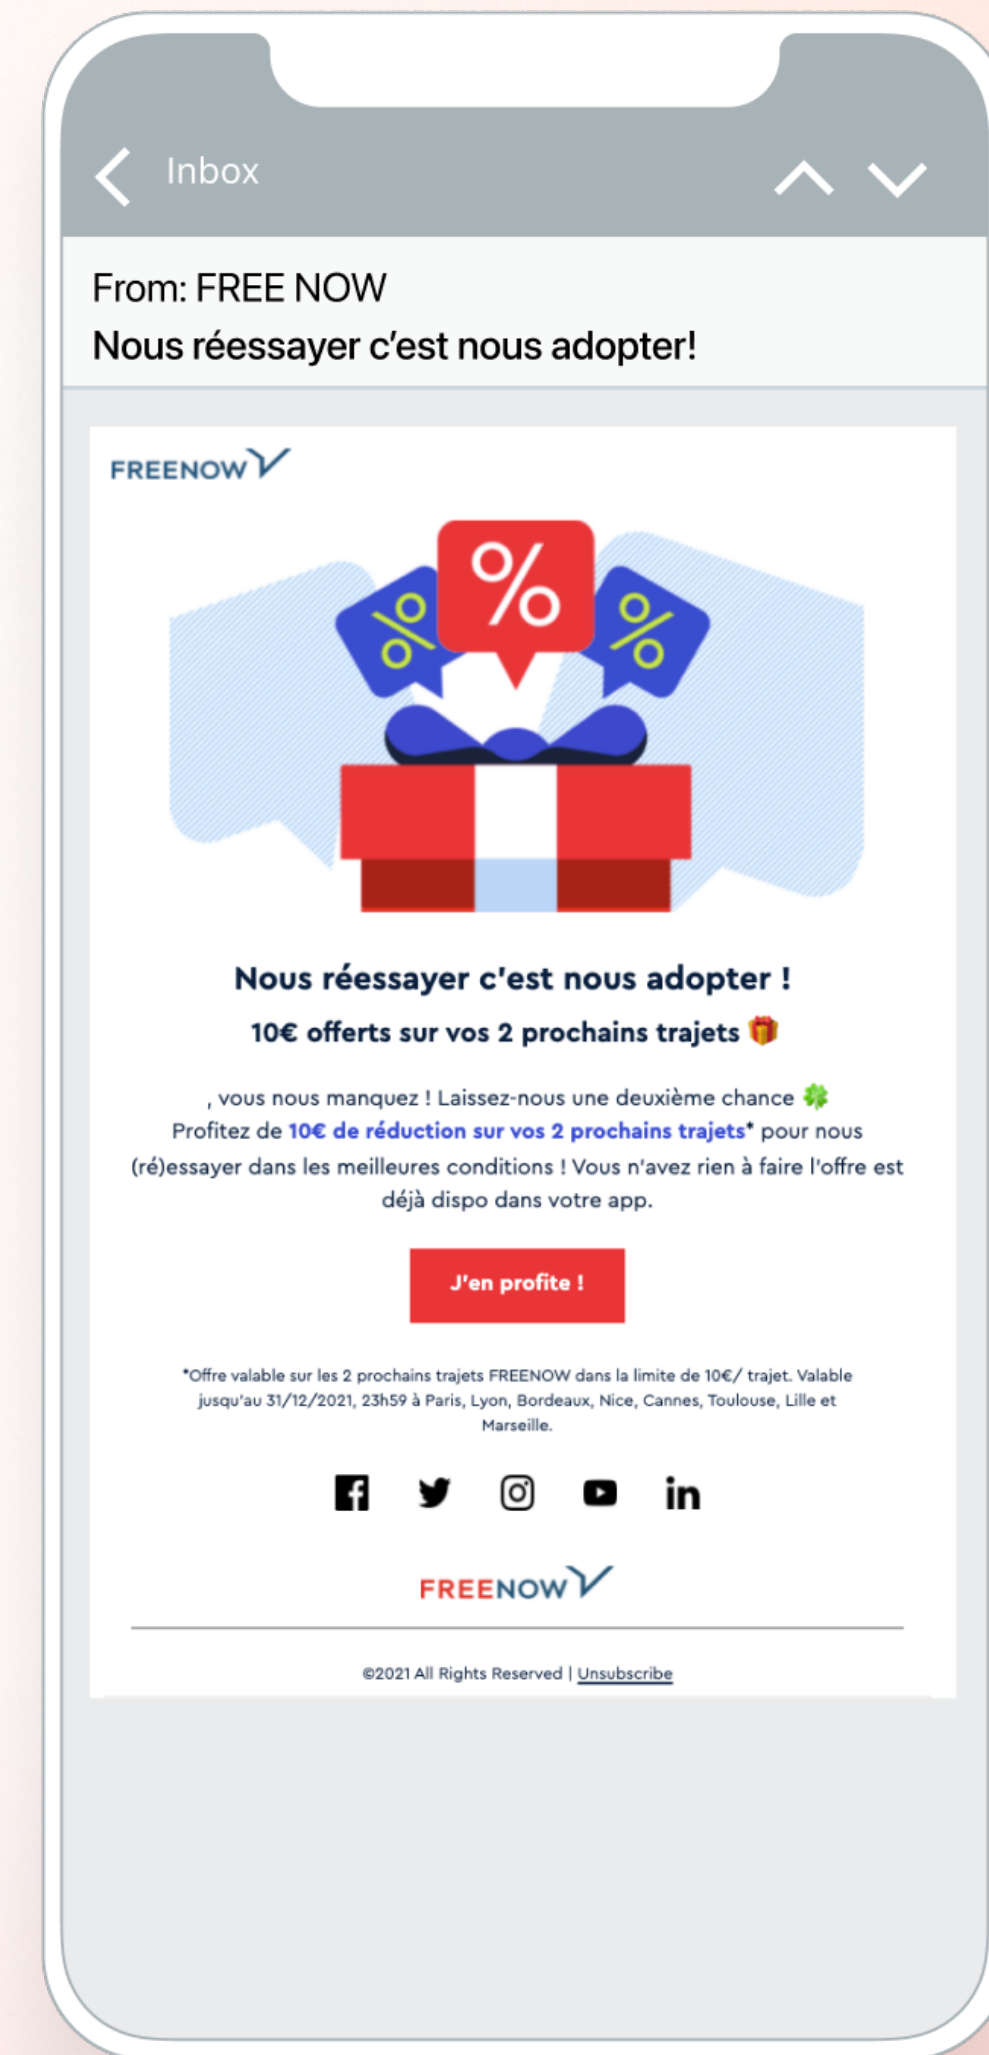 Inbox
From: FREE NOW
Nous réessayer c’est nous adopter!
FREENOW
%
%
%
Nous réessayer c'est nous adopter !
10€ offerts sur vos 2 prochains trajets 🎁
, vous nous manquez ! Laissez-nous une deuxième chance 🍀
Profitez de 10€ de réduction sur vos 2 prochains trajets* pour nous
(ré)essayer dans les meilleures conditions ! Vous n'avez rien à faire l'offre est
déjà dispo dans votre app.
J'en profite !
*Offre valable sur les 2 prochains trajets FREENOW dans la limite de 10€/ trajet. Valable
jusqu'au 31/12/2021, 23h59 à Paris, Lyon, Bordeaux, Nice, Cannes, Toulouse, Lille et
Marseille.
in
FREENOW
©2021 All Rights Reserved | Unsubscribe